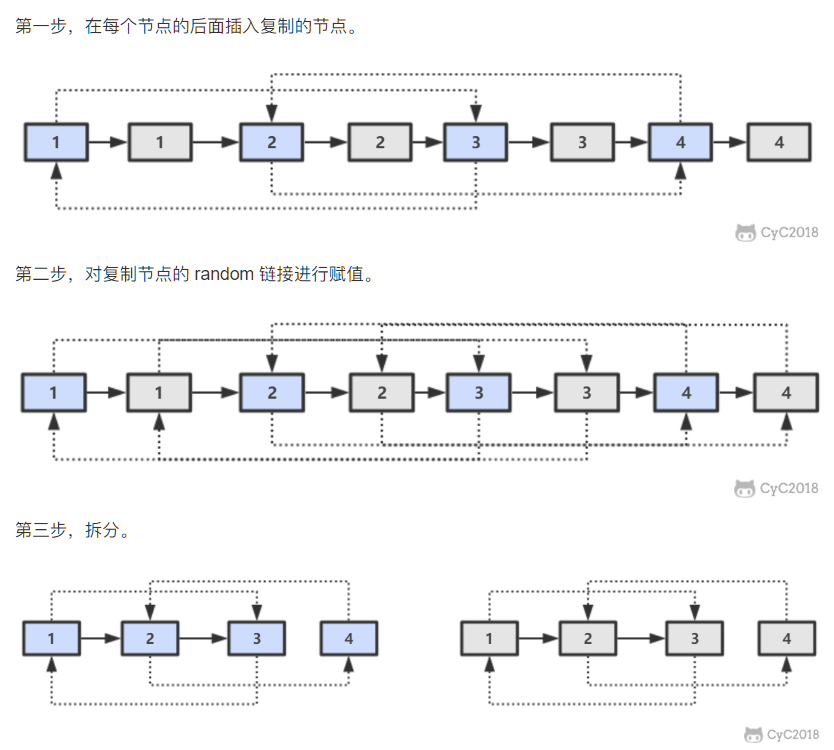 第一步，在每个节点的后面插入复制的节点。
1 1 2 2 3 3 4 4
CyC2018
第二步，对复制节点的 random 链接进行赋值。
1 1 2 2 3 3 4 4
CyC2018
第三步，拆分。
1 2 3 4 1 2 3 4
CyC2018